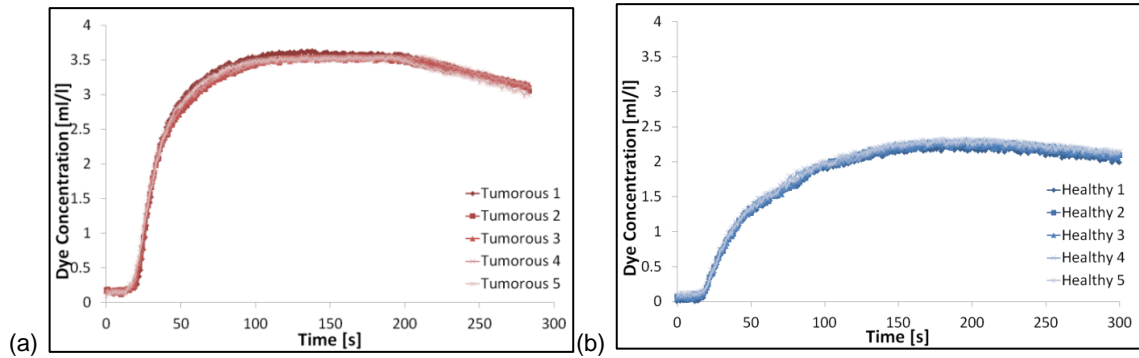 (a)
Dye Concentration [ml/l]
4
3.5
3
2.5
2
1.5
1
0.5
0
0 50 100 150 200 250 300
Time [s]
Tumorous 1
Tumorous 2
Tumorous 3
Tumorous 4
Tumorous 5
(b)
Dye Concentration [ml/l]
4
3.5
3
2.5
2
1.5
1
0.5
0
0 50 100 150 200 250 300
Time [s]
Healthy 1
Healthy 2
Healthy 3
Healthy 4
Healthy 5